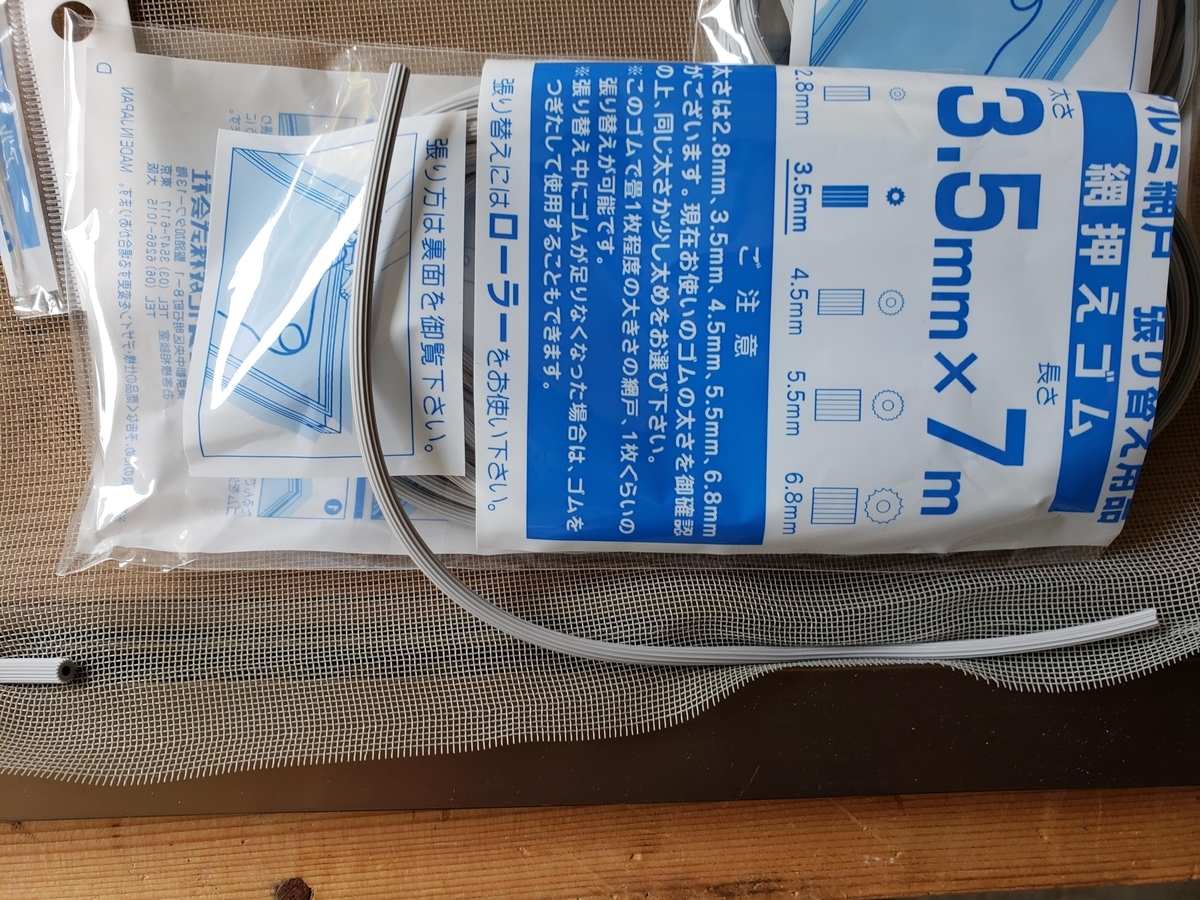 アルミ網戸 張り替え用品
網押えゴム
太さ 長さ
3.5mm×7m
2.8mm
3.5mm
4.5mm
5.5mm
6.8mm
ご注意
太さは2.8mm、3.5mm、4.5mm、5.5mm、6.8mm
がございます。現在お使いのゴムの太さを御確認
の上、同じ太さか少し太めをお選び下さい。
※このゴムで畳1枚程度の大きさの網戸、1枚くらいの
張り替えが可能です。
※張り替え中にゴムが足りなくなった場合は、ゴムを
つぎたして使用することもできます。
張り替えにはローラーをお使い下さい。
張り方は裏面を御覧下さい。
MADE IN JAPAN